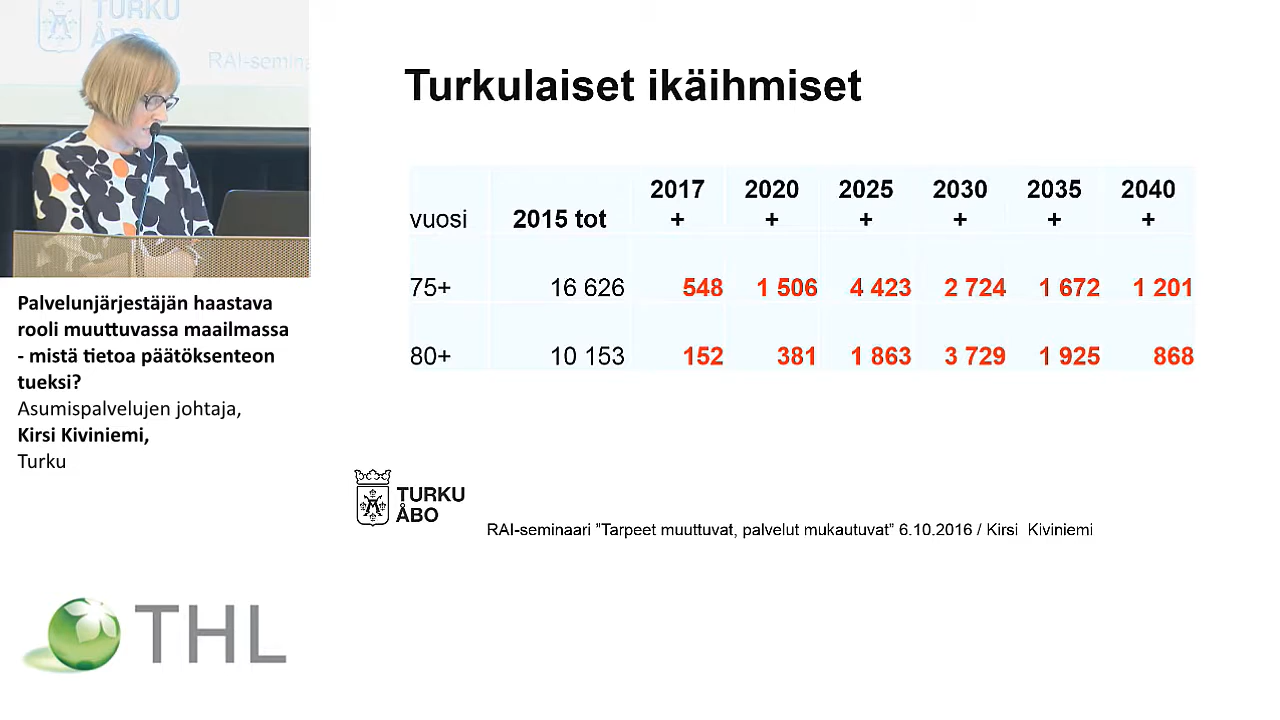 TURKU
ÅBO
RAI-semina
Turkulaiset ikäihmiset
vuosi 2015 tot 2017 + 2020 + 2025 + 2030 + 2035 + 2040 +
75+ 16 626 548 1 506 4 423 2 724 1 672 1 201
80+ 10 153 152 381 1 863 3 729 1 925 868
Palvelunjärjestäjän haastava
rooli muuttuvassa maailmassa
- mistä tietoa päätöksenteon
tueksi?
Asumispalvelujen johtaja,
Kirsi Kiviniemi,
Turku
TURKU
ÅBO
RAI-seminaari ”Tarpeet muuttuvat, palvelut mukautuvat” 6.10.2016 / Kirsi Kiviniemi
THL